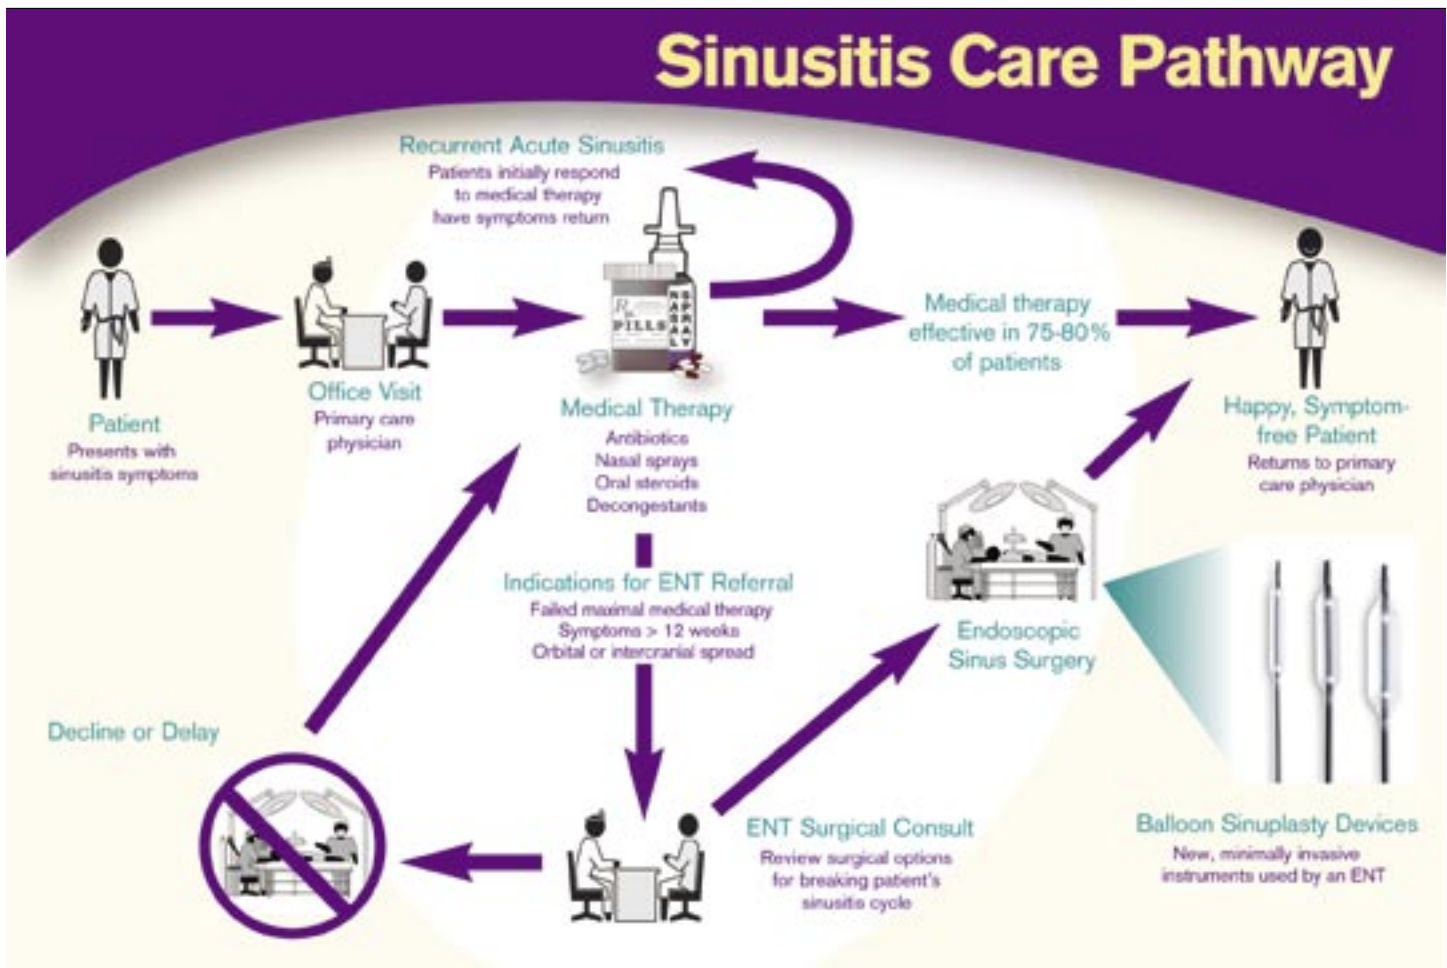 Sinusitis Care Pathway
Recurrent Acute Sinusitis
Patients initially respond
to medical therapy
have symptoms return
Patient
Presents with
sinusitis symptoms
Office Visit
Primary care
physician
Rx
PILLS
NASAL
SPRAY
Medical Therapy
Antibiotics
Nasal sprays
Oral steroids
Decongestants
Medical therapy
effective in 75-80%
of patients
Happy, Symptom-
free Patient
Returns to primary
care physician
Indications for ENT Referral
Failed maximal medical therapy
Symptoms > 12 weeks
Orbital or intercranial spread
Endoscopic
Sinus Surgery
Decline or Delay
ENT Surgical Consult
Review surgical options
for breaking patient's
sinusitis cycle
Balloon Sinuplasty Devices
New, minimally invasive
instruments used by an ENT